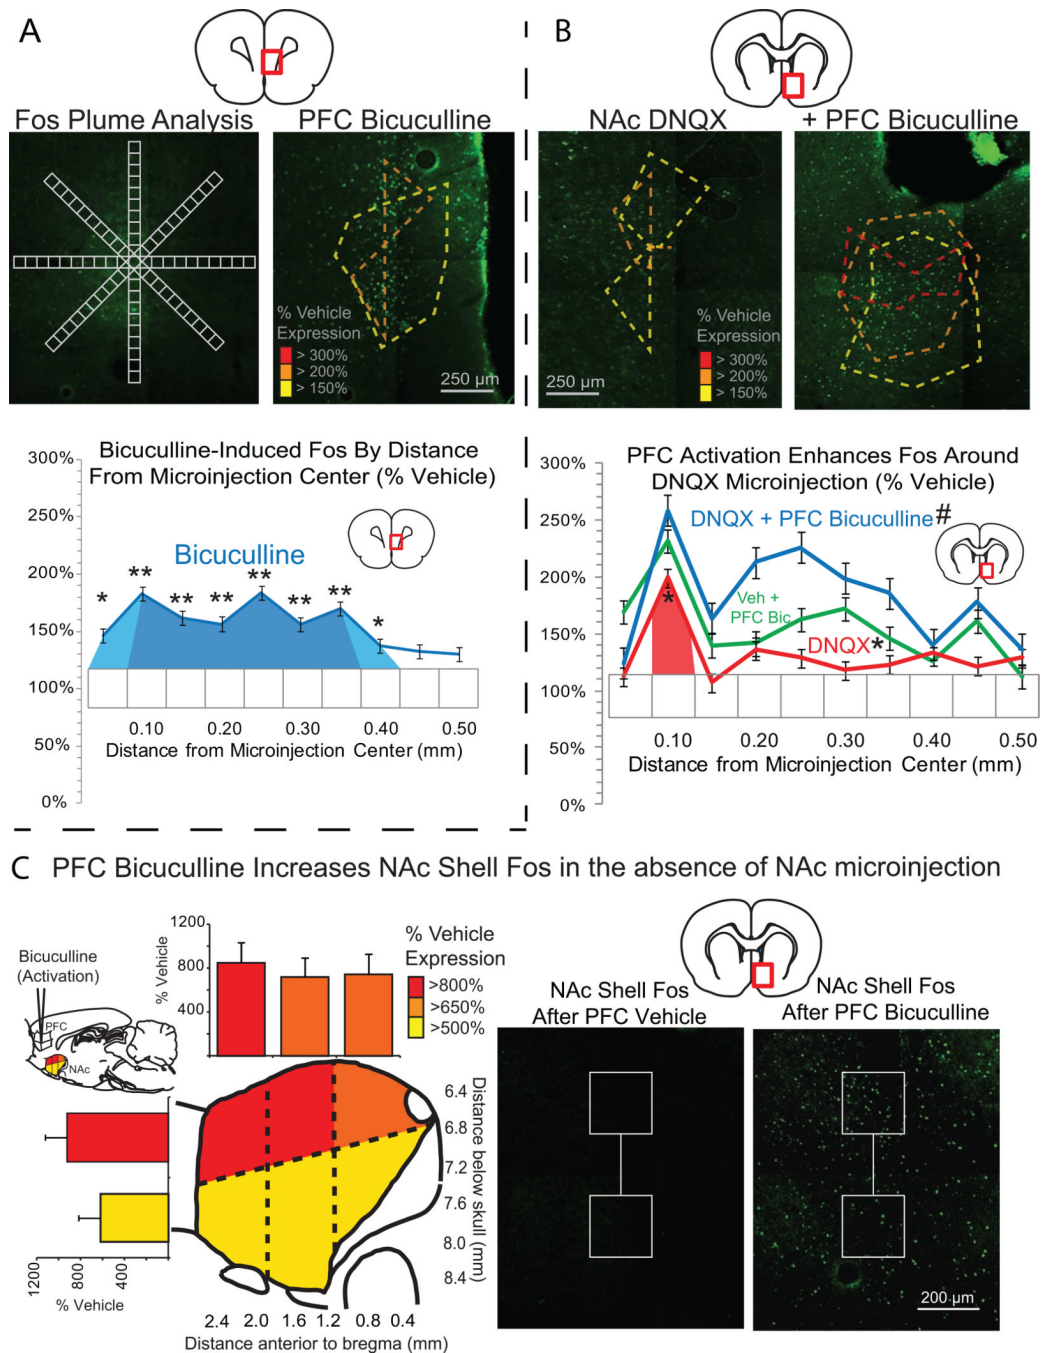 A
Fos Plume Analysis
PFC Bicuculline
% Vehicle
Expression
> 300%
> 200%
> 150%
250 µm
B
NAc DNQX
+ PFC Bicuculline
% Vehicle
Expression
> 300%
> 200%
> 150%
250 µm
Bicuculline-Induced Fos By Distance
From Microinjection Center (% Vehicle)
300%
250%
200%
150%
100%
50%
0%
Bicuculline
*
**
**
**
**
**
**
*
0.10
0.20
0.30
0.40
0.50
Distance from Microinjection Center (mm)
PFC Activation Enhances Fos Around
DNQX Microinjection (% Vehicle)
300%
250%
200%
150%
100%
50%
0%
DNQX + PFC Bicuculline#
Veh +
PFC Bic
DNQX*
*
0.10
0.20
0.30
0.40
0.50
Distance from Microinjection Center (mm)
C PFC Bicuculline Increases NAc Shell Fos in the absence of NAc microinjection
Bicuculline
(Activation)
PFC
NAc
% Vehicle
1200
800
400
% Vehicle
Expression
>800%
>650%
>500%
1200
800
400
% Vehicle
6.4
6.8
7.2
7.6
8.0
8.4
Distance below skull (mm)
2.4 2.0 1.6 1.2 0.8 0.4
Distance anterior to bregma (mm)
NAc Shell Fos
After PFC Vehicle
NAc Shell Fos
After PFC Bicuculline
200 µm